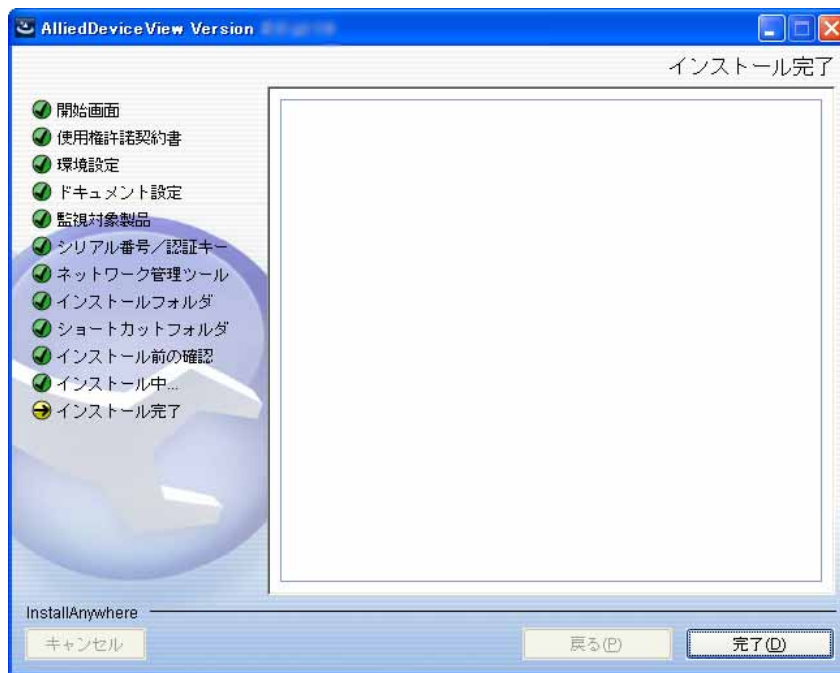 AlliedDeviceView Version
インストール完了
開始画面
使用権許諾契約書
環境設定
ドキュメント設定
監視対象製品
シリアル番号／認証キー
ネットワーク管理ツール
インストールフォルダ
ショートカットフォルダ
インストール前の確認
インストール中...
インストール完了
InstallAnywhere
キャンセル
戻る(P)
完了(D)